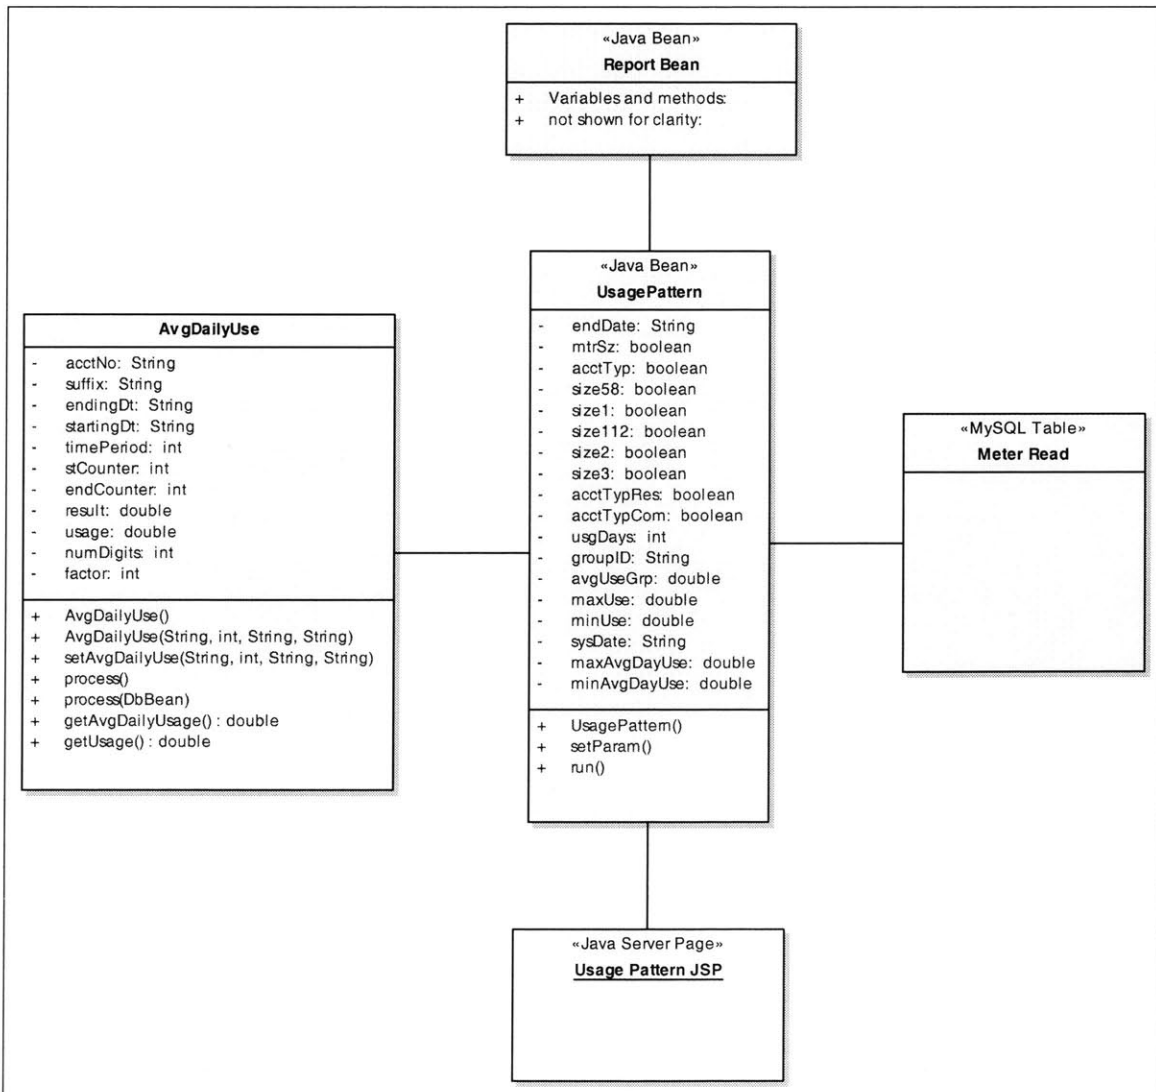 «Java Bean»
Report Bean
+ Variables and methods:
+ not shown for clarity:
«Java Bean»
UsagePattern
- endDate: String
- mtrSz: boolean
- acctTyp: boolean
- size58: boolean
- size1: boolean
- size112: boolean
- size2: boolean
- size3: boolean
- acctTypRes: boolean
- acctTypCom: boolean
- usgDays: int
- groupID: String
- avgUseGrp: double
- maxUse: double
- minUse: double
- sysDate: String
- maxAvgDayUse: double
- minAvgDayUse: double
+ UsagePattern()
+ setParam()
+ run()
AvgDailyUse
- acctNo: String
- suffix: String
- endingDt: String
- startingDt: String
- timePeriod: int
- stCounter: int
- endCounter: int
- result: double
- usage: double
- numDigits: int
- factor: int
+ AvgDailyUse()
+ AvgDailyUse(String, int, String, String)
+ setAvgDailyUse(String, int, String, String)
+ process()
+ process(DbBean)
+ getAvgDailyUsage() : double
+ getUsage() : double
«MySQL Table»
Meter Read
«Java Server Page»
Usage Pattern JSP